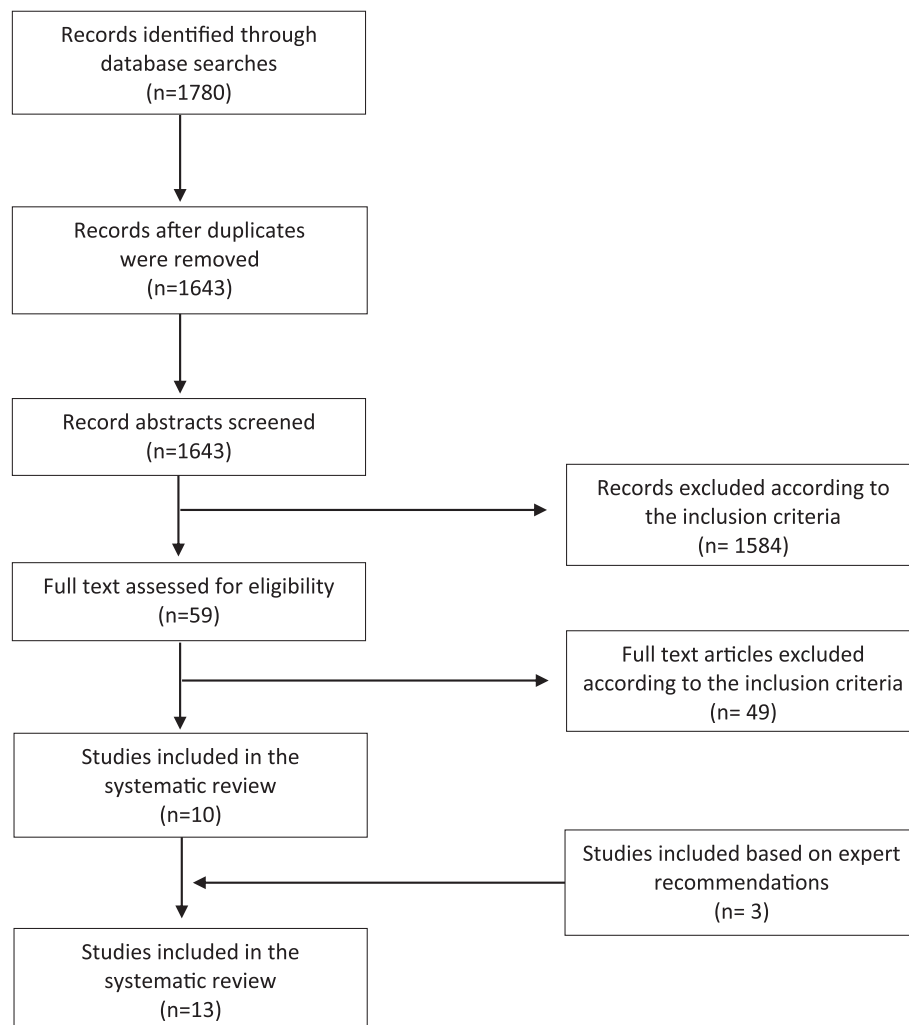 Records identified through
database searches
(n=1780)
Records after duplicates
were removed
(n=1643)
Record abstracts screened
(n=1643)
Records excluded according to
the inclusion criteria
(n= 1584)
Full text assessed for eligibility
(n=59)
Full text articles excluded
according to the inclusion criteria
(n= 49)
Studies included in the
systematic review
(n=10)
Studies included based on expert
recommendations
(n= 3)
Studies included in the
systematic review
(n=13)